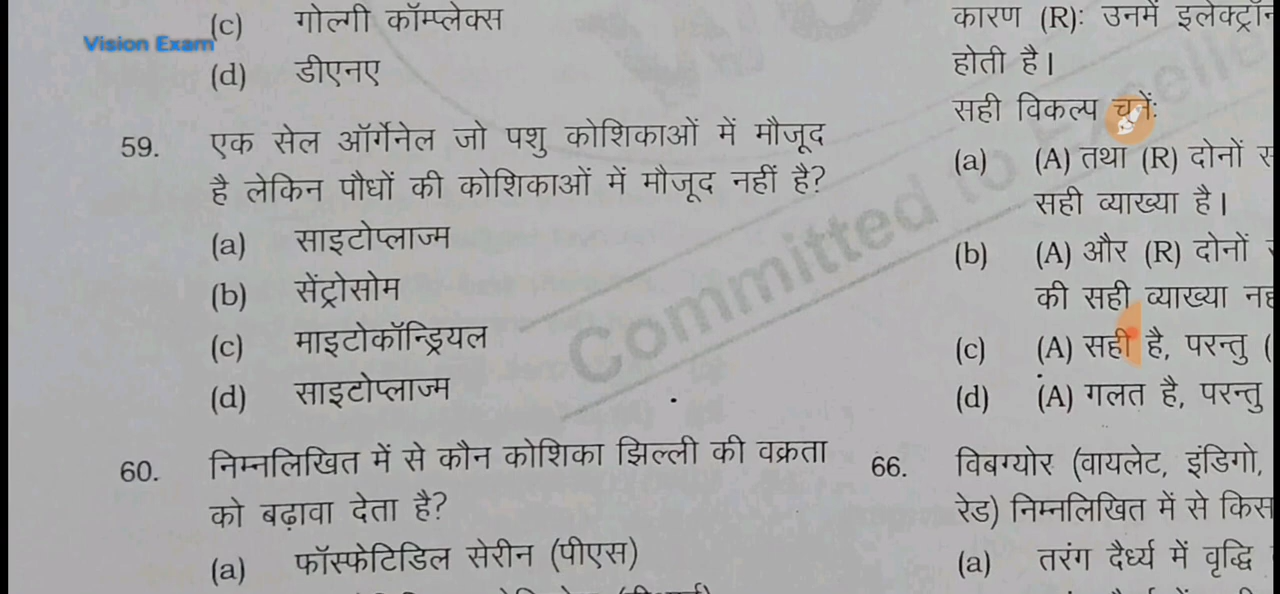 (c) गोल्गी कॉम्प्लेक्स
Vision Exam
(d) डीएनए
59. एक सेल ऑर्गेनेल जो पशु कोशिकाओं में मौजूद
है लेकिन पौधों की कोशिकाओं में मौजूद नहीं है?
(a) साइटोप्लाज्म
(b) सेंट्रोसोम
(c) माइटोकॉन्ड्रियल
(d) साइटोप्लाज्म
60. निम्नलिखित में से कौन कोशिका झिल्ली की वक्रता
को बढ़ावा देता है?
(a) फॉस्फेटिडिल सेरीन (पीएस)
कारण (R): उनमें
होती है।
सही विकल्प चुनें:
(a) (A) तथा (R) दोनों
सही व्याख्या है।
(b) (A) और (R) दोनों
की सही व्याख्या
(c) (A) सही है, परन्तु
(d) (A) गलत है, परन्तु
66. विबग्योर (वायलेट, इंडिगो,
रेड) निम्नलिखित में से
(a) तरंग दैर्ध्य में वृद्धि
Committed to